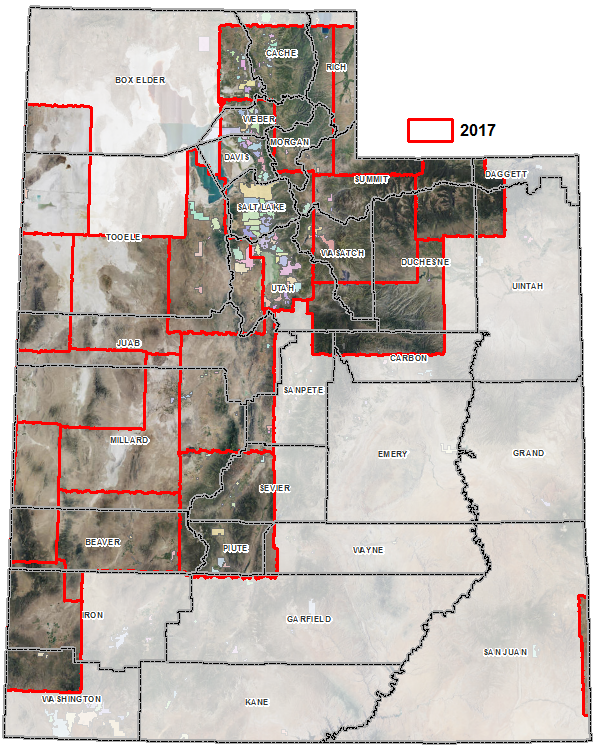 CACHE
RICH
BOX ELDER
WEBER
2017
MORGAN
DAVIS
DAGGETT
SUMMIT
SALT LAKE
TOOELE
WASATCH
DUCHESNE
UINTAH
UTAH
JUAB
CARBON
SANPETE
MILLARD
EMERY
GRAND
SEVIER
BEAVER
PIUTE
WAYNE
IRON
GARFIELD
SAN JUAN
WASHINGTON
KANE